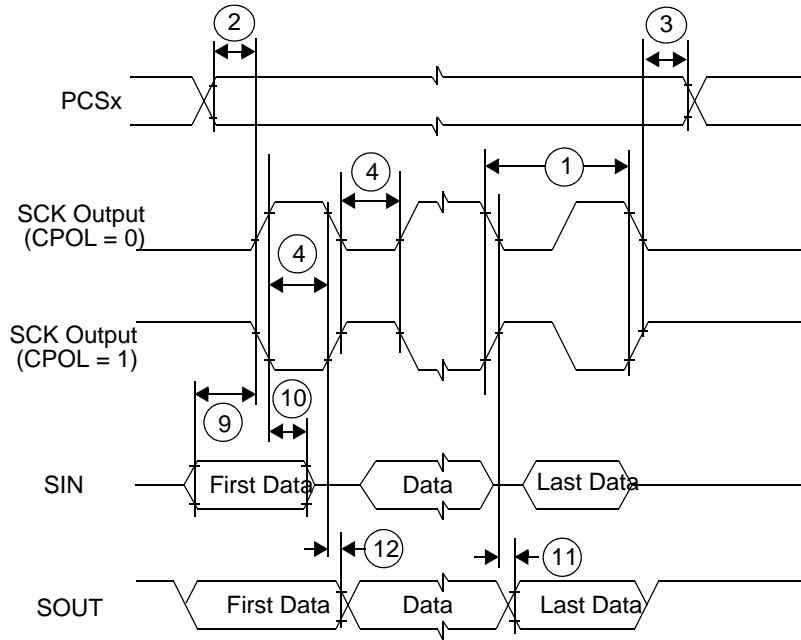 2
3
PCSx
4
1
SCK Output
(CPOL = 0)
4
SCK Output
(CPOL = 1)
9
10
SIN
First Data
Data
Last Data
12
11
SOUT
First Data
Data
Last Data